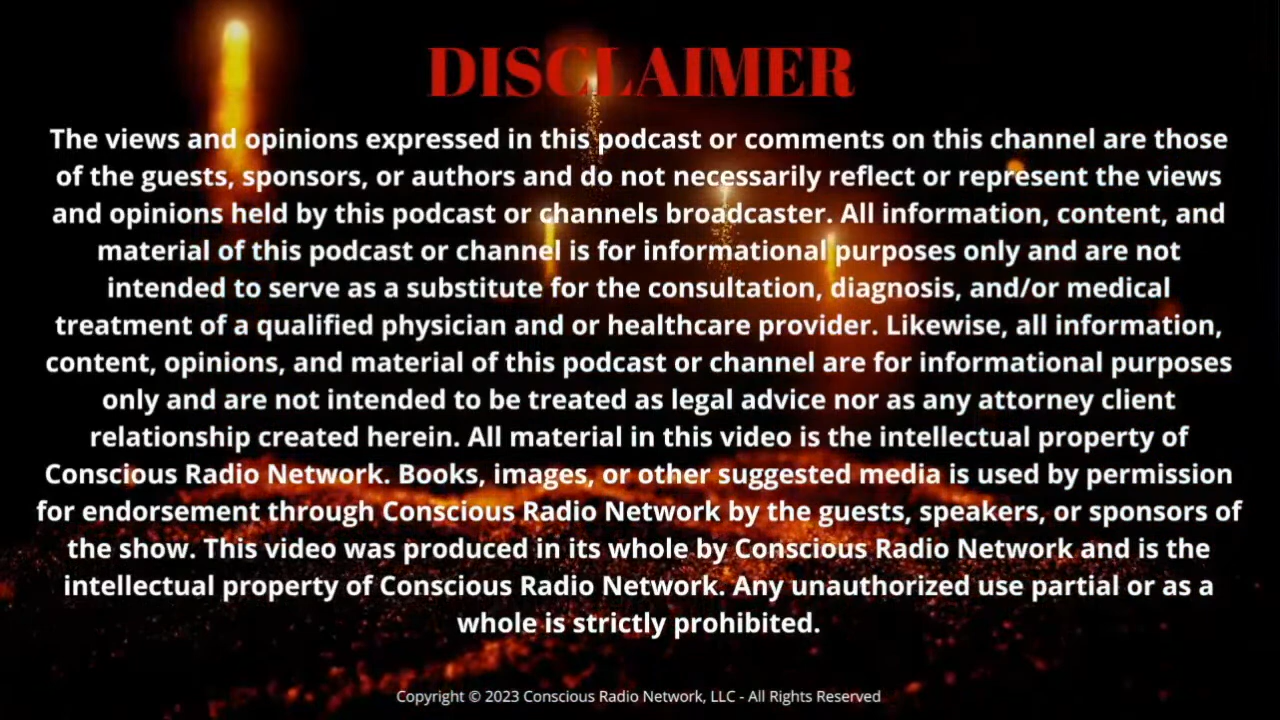 DISCLAIMER
The views and opinions expressed in this podcast or comments on this channel are those
of the guests, sponsors, or authors and do not necessarily reflect or represent the views
and opinions held by this podcast or channels broadcaster. All information, content, and
material of this podcast or channel is for informational purposes only and are not
intended to serve as a substitute for the consultation, diagnosis, and/or medical
treatment of a qualified physician and or healthcare provider. Likewise, all information,
content, opinions, and material of this podcast or channel are for informational purposes
only and are not intended to be treated as legal advice nor as any attorney client
relationship created herein. All material in this video is the intellectual property of
Conscious Radio Network. Books, images, or other suggested media is used by permission
for endorsement through Conscious Radio Network by the guests, speakers, or sponsors of
the show. This video was produced in its whole by Conscious Radio Network and is the
intellectual property of Conscious Radio Network. Any unauthorized use partial or as a
whole is strictly prohibited.
Copyright © 2023 Conscious Radio Network, LLC - All Rights Reserved